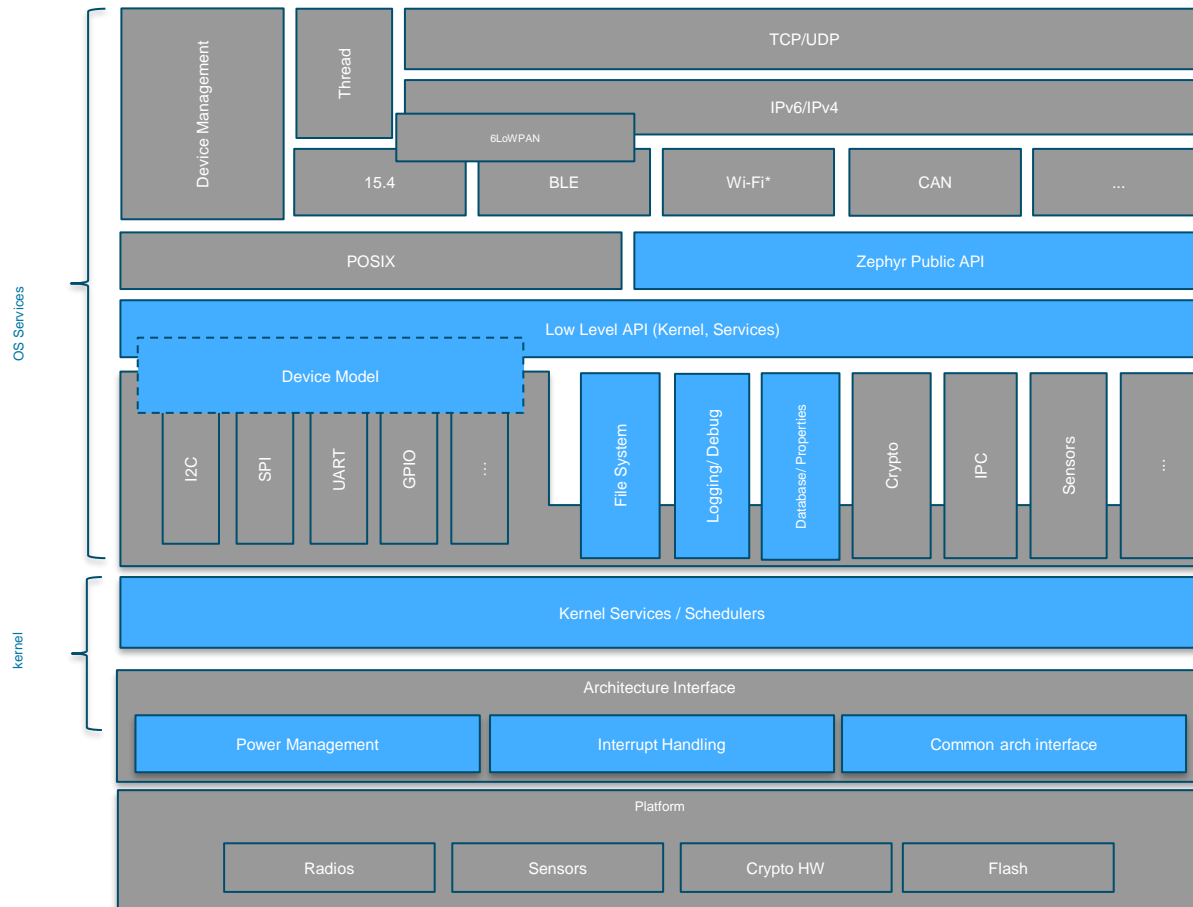 Device Management
Thread
TCP/UDP
IPv6/IPv4
6LoWPAN
15.4
BLE
Wi-Fi*
CAN
...
POSIX
Zephyr Public API
OS Services
Low Level API (Kernel, Services)
Device Model
I2C
SPI
UART
GPIO
...
File System
Logging/ Debug
Database/ Properties
Crypto
IPC
Sensors
...
kernel
Kernel Services / Schedulers
Architecture Interface
Power Management
Interrupt Handling
Common arch interface
Platform
Radios
Sensors
Crypto HW
Flash